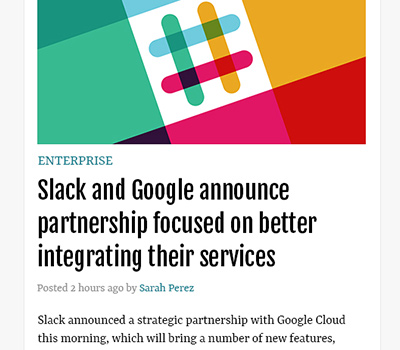 ENTERPRISE
Slack and Google announce
partnership focused on better
integrating their services
Posted 2 hours ago by Sarah Perez
Slack announced a strategic partnership with Google Cloud
this morning, which will bring a number of new features,